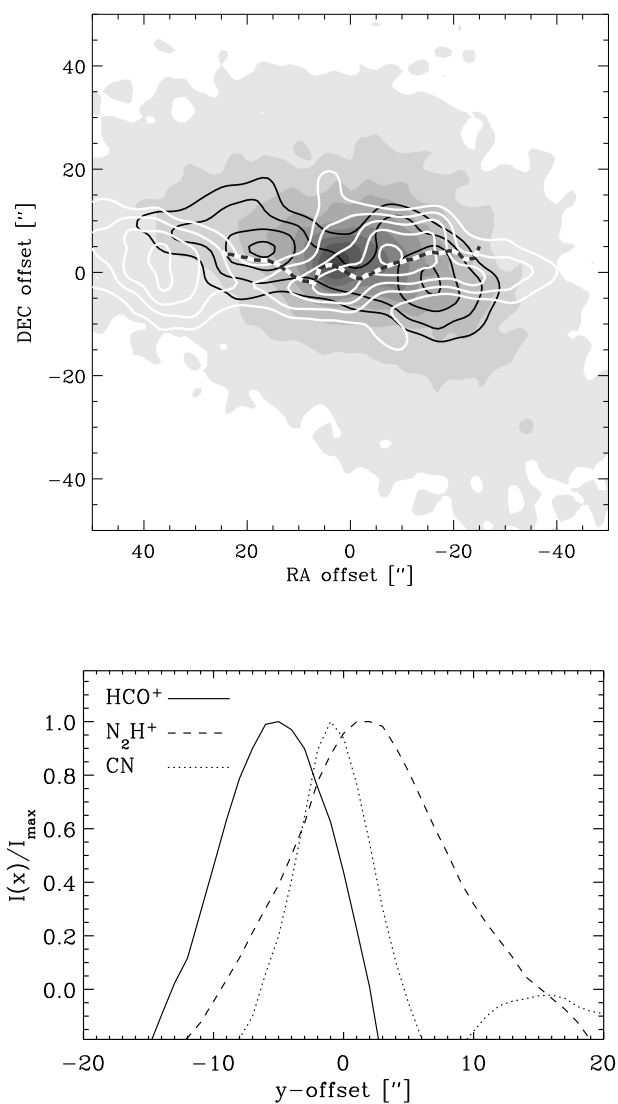 40
20
0
−20
−40
DEC offset ["]
40 20 0 −20 −40
RA offset ["]
HCO⁺
N₂H⁺
CN
1.0
0.8
0.6
0.4
0.2
0.0
I(x)/Iₘₐₓ
−20 −10 0 10 20
y−offset ["]